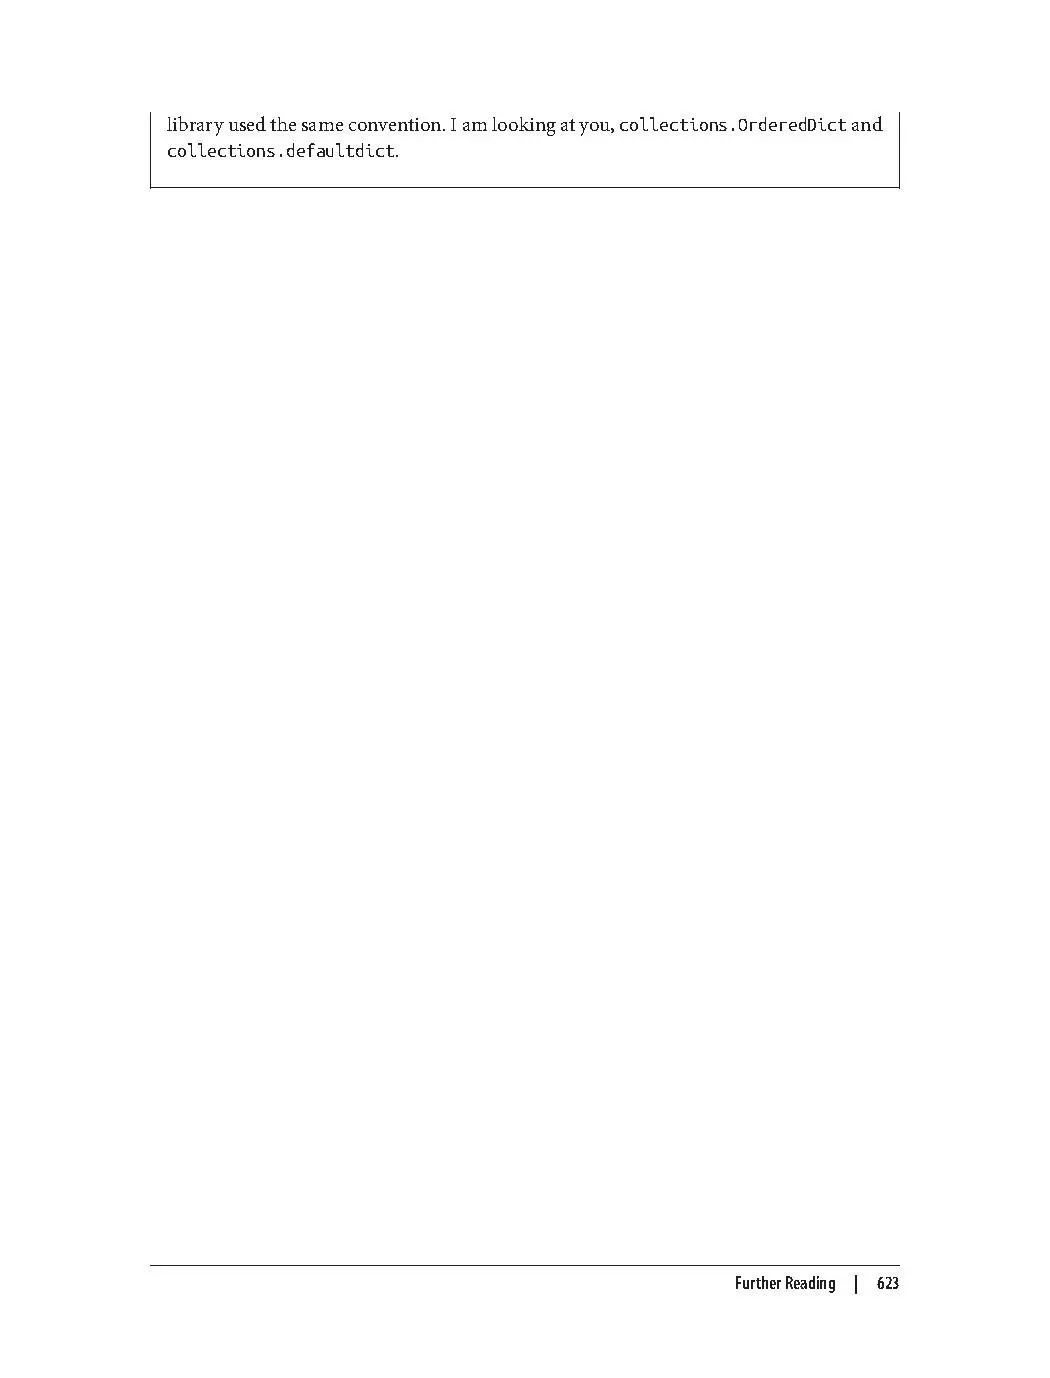 library used the same convention. I am looking at you, collections.OrderedDict and
collections.defaultdict.
Further Reading | 623